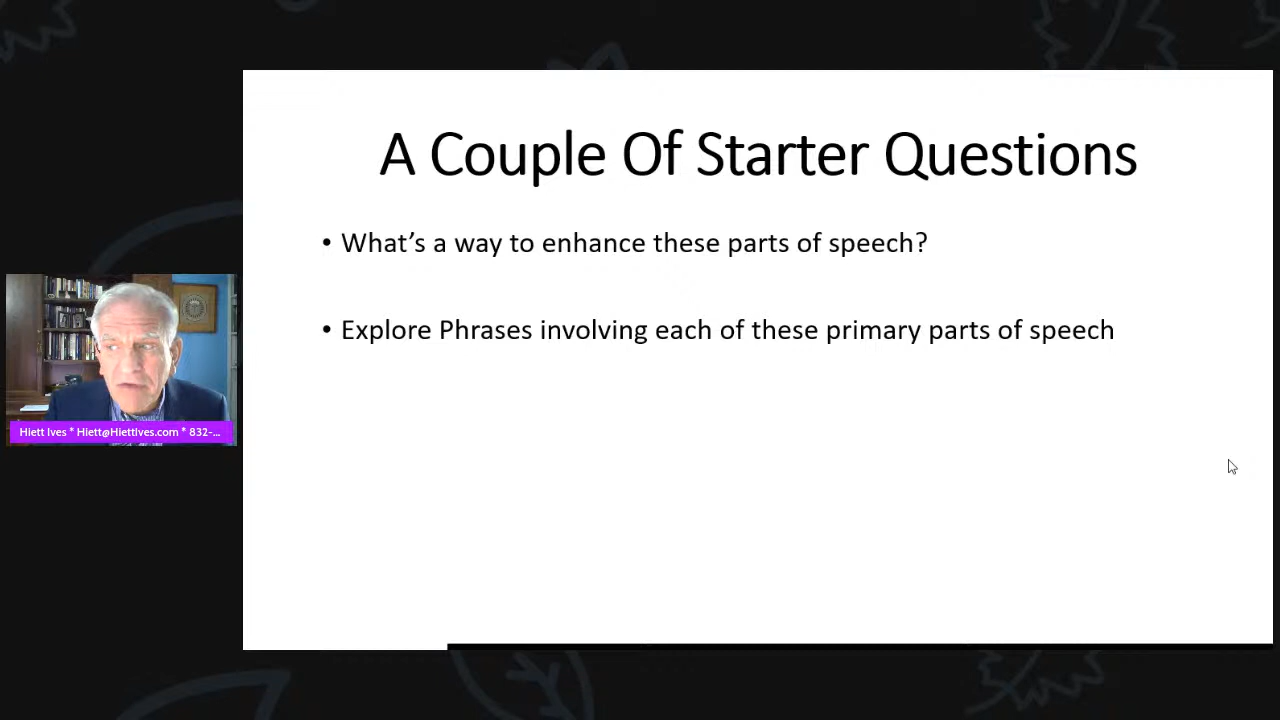 A Couple Of Starter Questions
• What's a way to enhance these parts of speech?
• Explore Phrases involving each of these primary parts of speech
Hiett Ives * Hiett@HiettIves.com * 832-...